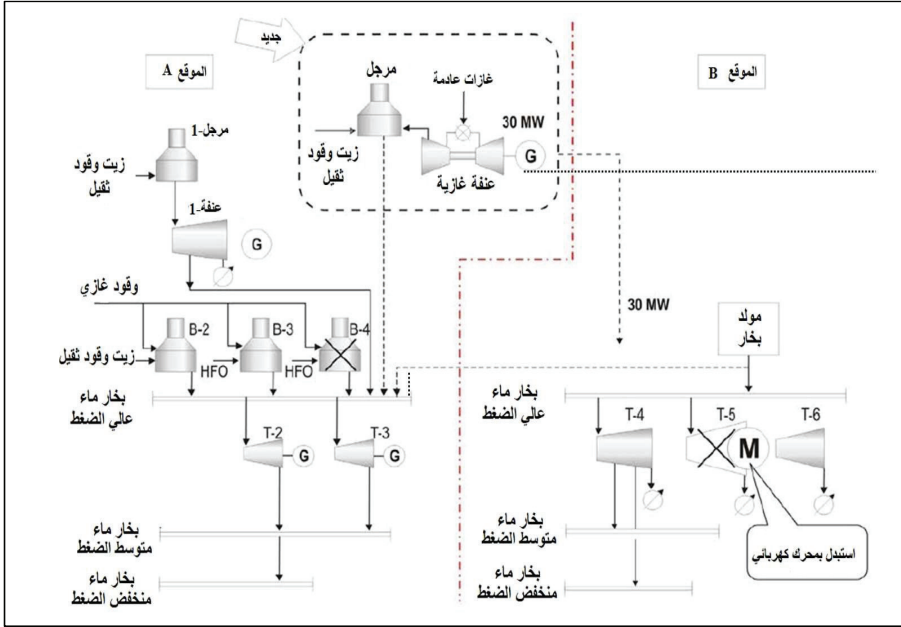 جديد
الموقع A
الموقع B
مرجل
غازات عادمة
30 MW
G
زيت وقود
ثقيل
عنفة غازية
مرجل-1
زيت وقود
ثقيل
عنفة-1
G
وقود غازي
B-2
B-3
B-4
زيت وقود ثقيل
HFO
HFO
بخار ماء
عالي الضغط
T-2
G
T-3
G
بخار ماء
متوسط الضغط
بخار ماء
منخفض الضغط
30 MW
مولد
بخار
بخار ماء
عالي الضغط
T-4
T-5
M
T-6
بخار ماء
متوسط الضغط
استبدل بمحرك كهربائي
بخار ماء
منخفض الضغط